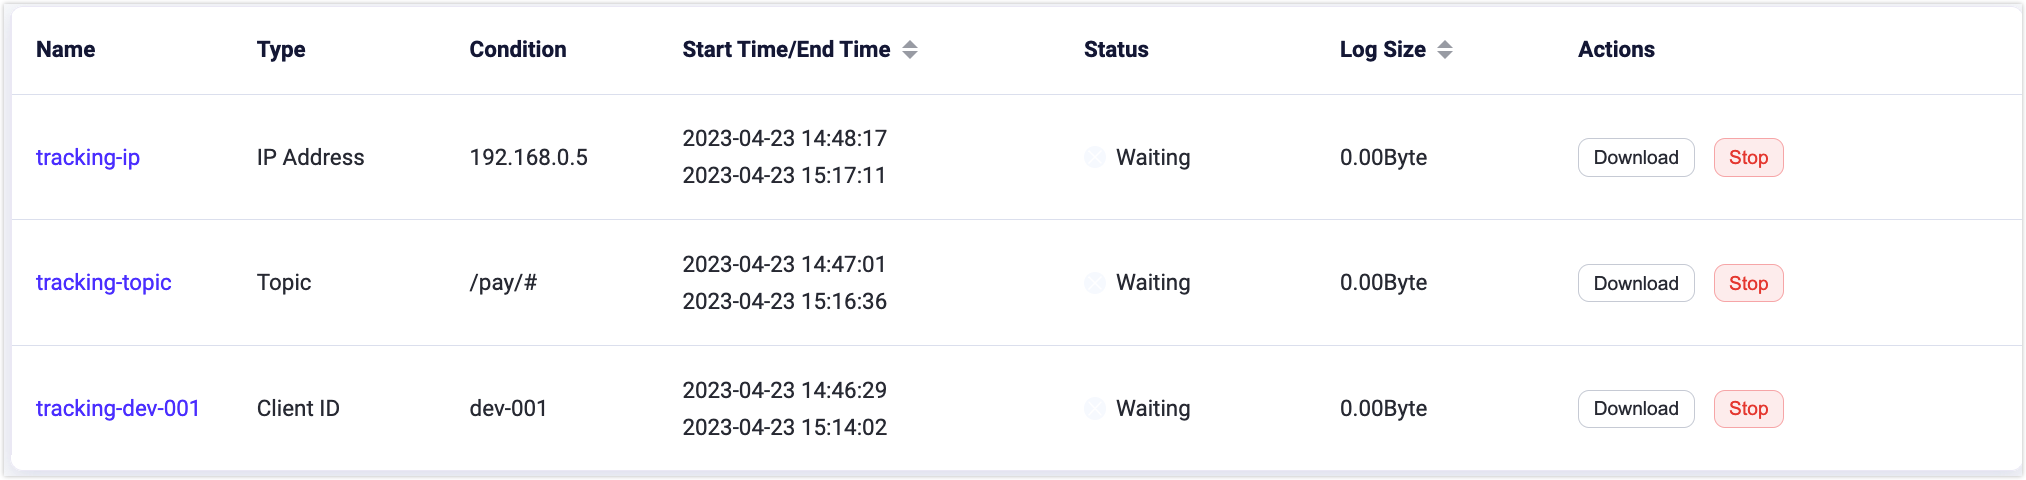 Name Type Condition Start Time/End Time Status Log Size Actions
tracking-ip IP Address 192.168.0.5 2023-04-23 14:48:17 Waiting 0.00Byte Download Stop
2023-04-23 15:17:11
tracking-topic Topic /pay/# 2023-04-23 14:47:01 Waiting 0.00Byte Download Stop
2023-04-23 15:16:36
tracking-dev-001 Client ID dev-001 2023-04-23 14:46:29 Waiting 0.00Byte Download Stop
2023-04-23 15:14:02